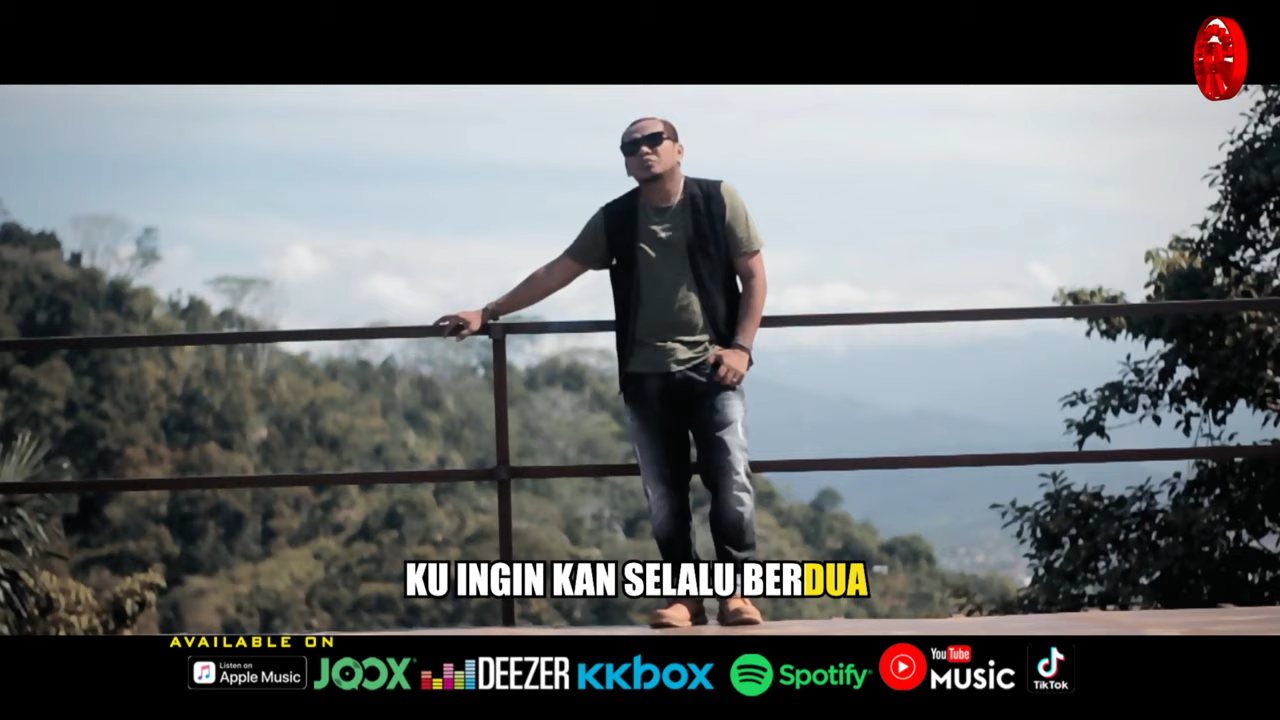 KU INGIN KAN SELALU BERDUA
AVAILABLE ON
Listen on
Apple Music
JOOX
DEEZER
KKBOX
Spotify
YouTube
MUSIC
TikTok